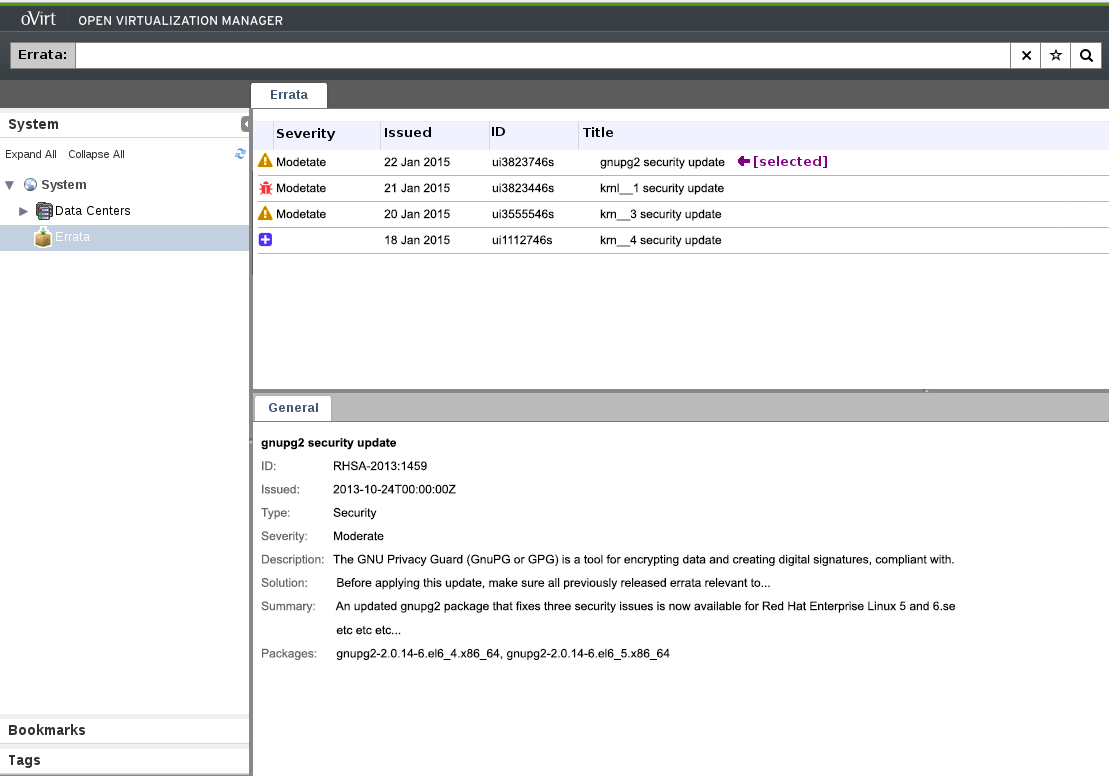 oVirt OPEN VIRTUALIZATION MANAGER
Errata:
Errata
System
Expand All Collapse All
System
Data Centers
Errata
Severity Issued ID Title
Modetate 22 Jan 2015 ui3823746s gnupg2 security update [selected]
Modetate 21 Jan 2015 ui3823446s krnl__1 security update
Modetate 20 Jan 2015 ui3555546s krn__3 security update
18 Jan 2015 ui1112746s krn__4 security update
General
gnupg2 security update
ID: RHSA-2013:1459
Issued: 2013-10-24T00:00:00Z
Type: Security
Severity: Moderate
Description: The GNU Privacy Guard (GnuPG or GPG) is a tool for encrypting data and creating digital signatures, compliant with.
Solution: Before applying this update, make sure all previously released errata relevant to...
Summary: An updated gnupg2 package that fixes three security issues is now available for Red Hat Enterprise Linux 5 and 6.se
etc etc etc...
Packages: gnupg2-2.0.14-6.el6_4.x86_64, gnupg2-2.0.14-6.el6_5.x86_64
Bookmarks
Tags